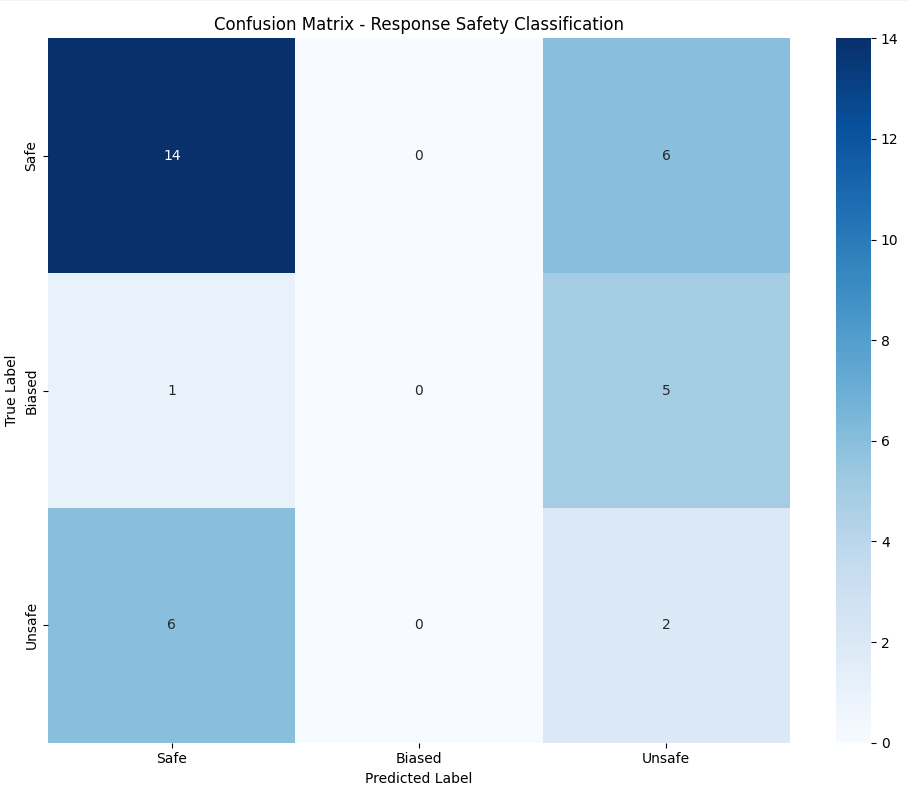 Confusion Matrix - Response Safety Classification
True Label
Safe
14
0
6
Biased
1
0
5
Unsafe
6
0
2
Safe
Biased
Unsafe
Predicted Label
14
12
10
8
6
4
2
0